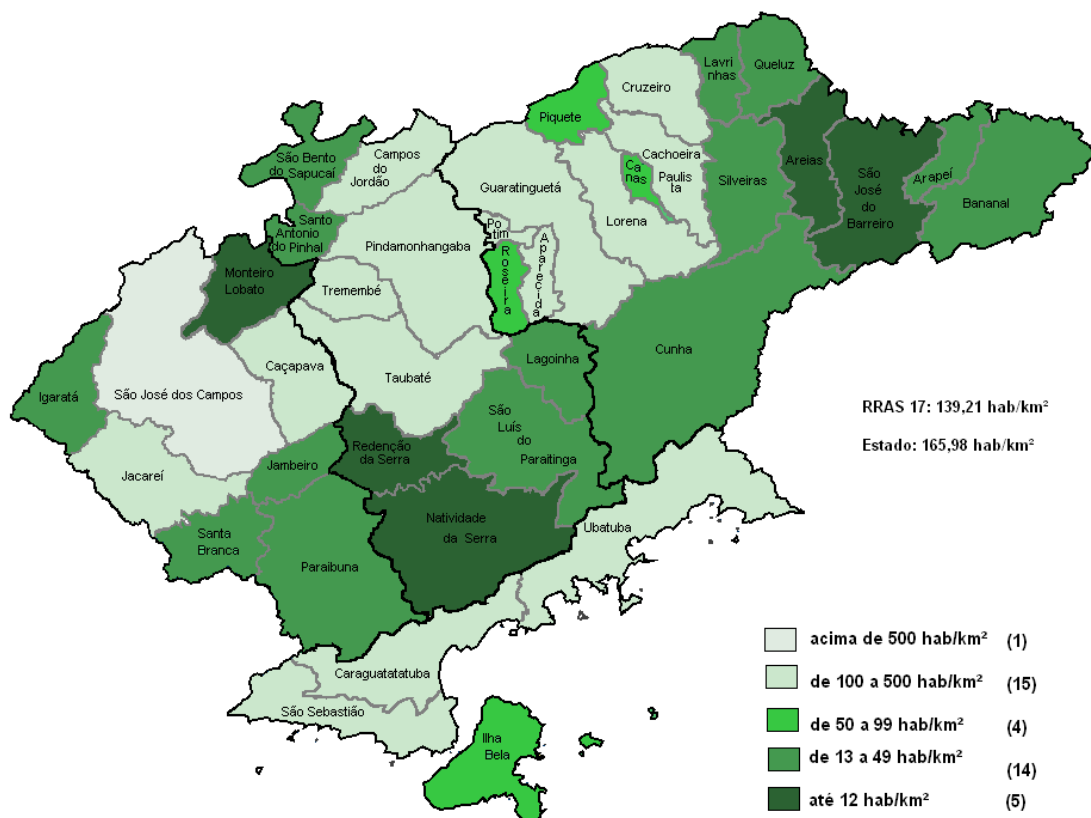 Lavri
nhas
Queluz
Cruzeiro
Piquete
São Bento
do Sapucaí
Campos
do
Jordão
Cachoeira
Paulis
ta
Ca
nas
Areias
São
José
do
Barreiro
Arapeí
Bananal
Silveiras
Guaratinguetá
Lorena
Santo
Antonio
do Pinhal
Pindamonhangaba
Po
tim
Roseira
Aparecida
Monteiro
Lobato
Tremembé
Cunha
Lagoinha
Igaratá
São José dos Campos
Caçapava
Taubaté
RRAS 17: 139,21 hab/km²
Estado: 165,98 hab/km²
São
Luís
do
Paraitinga
Redenção
da Serra
Jambeiro
Jacareí
Natividade
da Serra
Ubatuba
Santa
Branca
Paraibuna
Caraguatatatuba
São Sebastião
Ilha
Bela
acima de 500 hab/km² (1)
de 100 a 500 hab/km² (15)
de 50 a 99 hab/km² (4)
de 13 a 49 hab/km² (14)
até 12 hab/km² (5)